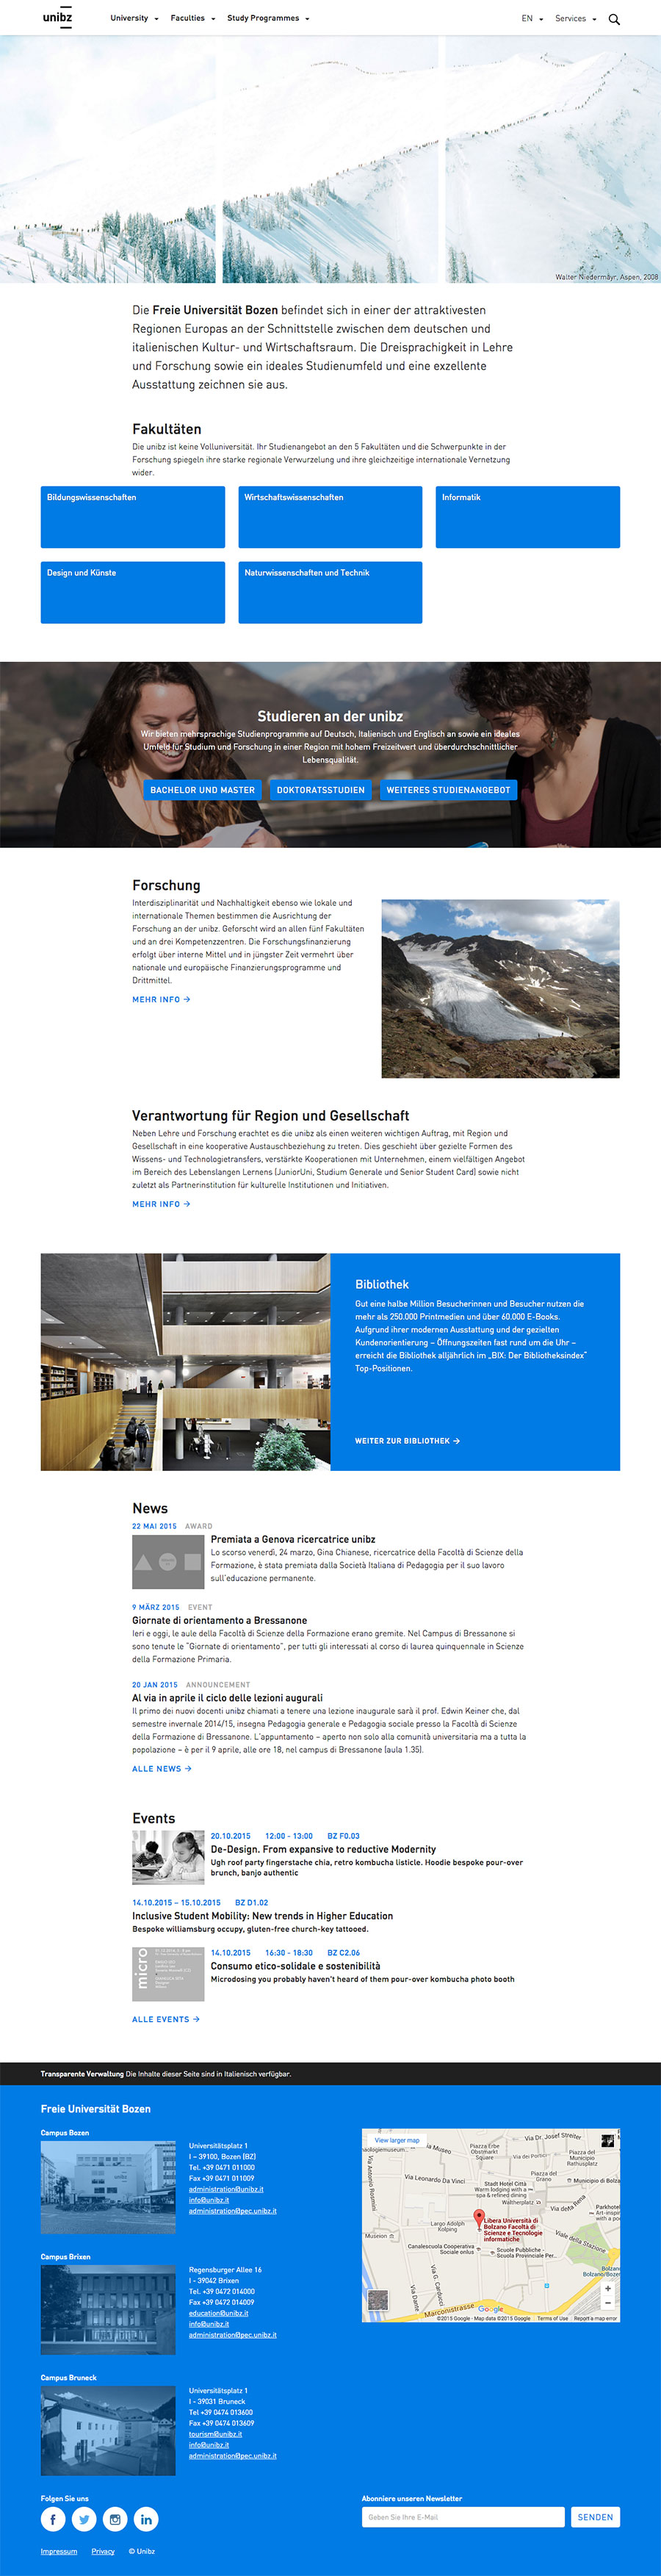 unibz
University
Faculties
Study Programmes
EN
Services
Walter Niedermayr, Aspen, 2008
Die Freie Universität Bozen befindet sich in einer der attraktivesten
Regionen Europas an der Schnittstelle zwischen dem deutschen und
italienischen Kultur- und Wirtschaftsraum. Die Dreisprachigkeit in Lehre
und Forschung sowie ein ideales Studienumfeld und eine exzellente
Ausstattung zeichnen sie aus.
Fakultäten
Die unibz ist keine Volluniversität. Ihr Studienangebot an den 5 Fakultäten und die Schwerpunkte in der
Forschung spiegeln ihre starke regionale Verwurzelung und ihre gleichzeitige internationale Vernetzung
wider.
Bildungswissenschaften
Wirtschaftswissenschaften
Informatik
Design und Künste
Naturwissenschaften und Technik
Studieren an der unibz
Wir bieten mehrsprachige Studienprogramme auf Deutsch, Italienisch und Englisch an sowie ein ideales
Umfeld für Studium und Forschung in einer Region mit hohem Freizeitwert und überdurchschnittlicher
Lebensqualität.
BACHELOR UND MASTER
DOKTORATSSTUDIEN
WEITERES STUDIENANGEBOT
Forschung
Interdisziplinarität und Nachhaltigkeit ebenso wie lokale und
internationale Themen bestimmen die Ausrichtung der
Forschung an der unibz. Geforscht wird an allen fünf Fakultäten
und an drei Kompetenzzentren. Die Forschungsfinanzierung
erfolgt über interne Mittel und in jüngster Zeit vermehrt über
nationale und europäische Finanzierungsprogramme und
Drittmittel.
MEHR INFO →
Verantwortung für Region und Gesellschaft
Neben Lehre und Forschung erachtet es die unibz als einen weiteren wichtigen Auftrag, mit Region und
Gesellschaft in eine kooperative Austauschbeziehung zu treten. Dies geschieht über gezielte Formen des
Wissens- und Technologietransfers, verstärkte Kooperationen mit Unternehmen, einem vielfältigen Angebot
im Bereich des Lebenslangen Lernens (JuniorUni, Studium Generale und Senior Student Card) sowie nicht
zuletzt als Partnerinstitution für kulturelle Institutionen und Initiativen.
MEHR INFO →
Bibliothek
Gut eine halbe Million Besucherinnen und Besucher nutzen die
mehr als 250.000 Printmedien und über 60.000 E-Books.
Aufgrund ihrer modernen Ausstattung und der gezielten
Kundenorientierung – Öffnungszeiten fast rund um die Uhr –
erreicht die Bibliothek alljährlich im „BIX: Der Bibliotheksindex“
Top-Positionen.
WEITER ZUR BIBLIOTHEK →
News
22 MAI 2015 AWARD
Premiata a Genova ricercatrice unibz
Lo scorso venerdì, 24 marzo, Gina Chianese, ricercatrice della Facoltà di Scienze della
Formazione, è stata premiata dalla Società Italiana di Pedagogia per il suo lavoro
sull'educazione permanente.
9 MÄRZ 2015 EVENT
Giornate di orientamento a Bressanone
Ieri e oggi, le aule della Facoltà di Scienze della Formazione erano gremite. Nel Campus di Bressanone si
sono tenute le "Giornate di orientamento", per tutti gli interessati al corso di laurea quinquennale in Scienze
della Formazione Primaria.
20 JAN 2015 ANNOUNCEMENT
Al via in aprile il ciclo delle lezioni augurali
Il primo dei nuovi docenti unibz chiamati a tenere una lezione inaugurale sarà il prof. Edwin Keiner che, dal
semestre invernale 2014/15, insegna Pedagogia generale e Pedagogia sociale presso la Facoltà di Scienze
della Formazione di Bressanone. L'appuntamento – aperto non solo alla comunità universitaria ma a tutta la
popolazione – è per il 9 aprile, alle ore 18, nel campus di Bressanone (aula 1.35).
ALLE NEWS →
Events
20.10.2015 12:00 - 13:00 BZ F0.03
De-Design. From expansive to reductive Modernity
Ugh roof party fingerstache chia, retro kombucha listicle. Hoodie bespoke pour-over
brunch, banjo authentic
14.10.2015 – 15.10.2015 BZ D1.02
Inclusive Student Mobility: New trends in Higher Education
Bespoke williamsburg occupy, gluten-free church-key tattooed.
micro
14.10.2015 16:30 - 18:30 BZ C2.06
Consumo etico-solidale e sostenibilità
Microdosing you probably haven't heard of them pour-over kombucha photo booth
ALLE EVENTS →
Transparente Verwaltung Die Inhalte dieser Seite sind in Italienisch verfügbar.
Freie Universität Bozen
Campus Bozen
Universitätsplatz 1
I – 39100, Bozen (BZ)
Tel. +39 0471 011000
Fax +39 0471 011009
administration@unibz.it
info@unibz.it
administration@pec.unibz.it
View larger map
Via Dr. Josef Streiter
Piazza Erbe
Obstmarkt
Square
Via dei Portici
Piazza del
Municipio
Rathusplatz
Via Museo
Via Antonio Rosmini
Via Leonardo Da Vinci
Piazza del
Grano
Municipio di Bolz
Stadt Hotel Città
Warm lodging with a
spa & refined dining
Waltherplatz
Via della Rena
Parkhotel
Largo Adolph
Kolping
Libera Università di
Bolzano Facoltà di
Scienze e Tecnologie
informatiche
Museion
Canalescuola Cooperativa
Sociale onlus
Scuole Pubbliche -
Scuola Provinciale Per...
Viale della Stazione
Bolzano/
Bozen
Via Dante
Via G. Carducci
Marconistrasse
Google
©2015 Google - Map data ©2015 Google Terms of Use Report a map error
Campus Brixen
Regensburger Allee 16
I - 39042 Brixen
Tel. +39 0472 014000
Fax +39 0472 014009
education@unibz.it
info@unibz.it
administration@pec.unibz.it
Campus Bruneck
Universitätsplatz 1
I - 39031 Bruneck
Tel +39 0474 013600
Fax +39 0474 013609
tourism@unibz.it
info@unibz.it
administration@pec.unibz.it
Folgen Sie uns
Abonniere unseren Newsletter
Geben Sie Ihre E-Mail
SENDEN
Impressum
Privacy
© Unibz